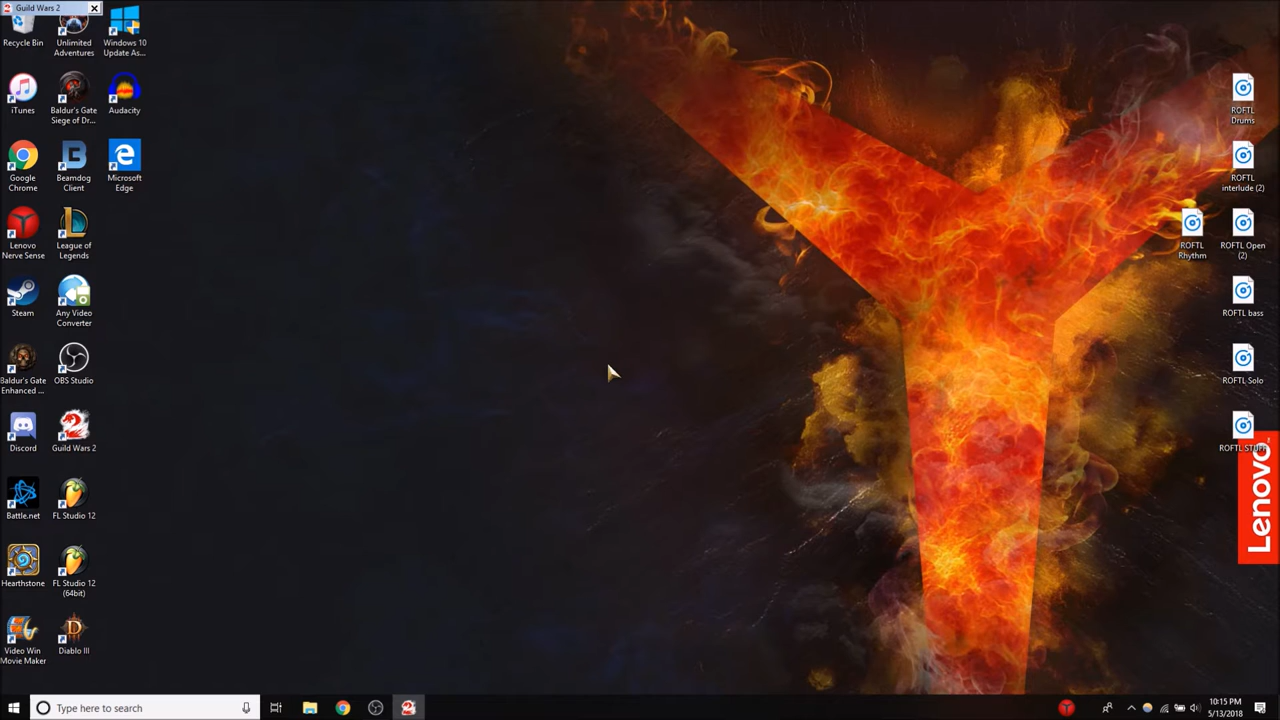 Guild Wars 2
Recycle Bin
Unlimited
Adventures
Windows 10
Update As...
iTunes
Baldur's Gate
Siege of Dr...
Audacity
Google
Chrome
Beamdog
Client
Microsoft
Edge
Lenovo
Nerve Sense
League of
Legends
Steam
Any Video
Converter
Baldur's Gate
Enhanced ...
OBS Studio
Discord
Guild Wars 2
Battle.net
FL Studio 12
Hearthstone
FL Studio 12
(64bit)
Video Win
Movie Maker
Diablo III
ROFTL
Drums
ROFTL
interlude (2)
ROFTL
Rhythm
ROFTL Open
(2)
ROFTL bass
ROFTL Solo
ROFTL STUFF
Lenovo
Type here to search
10:15 PM
5/13/2018